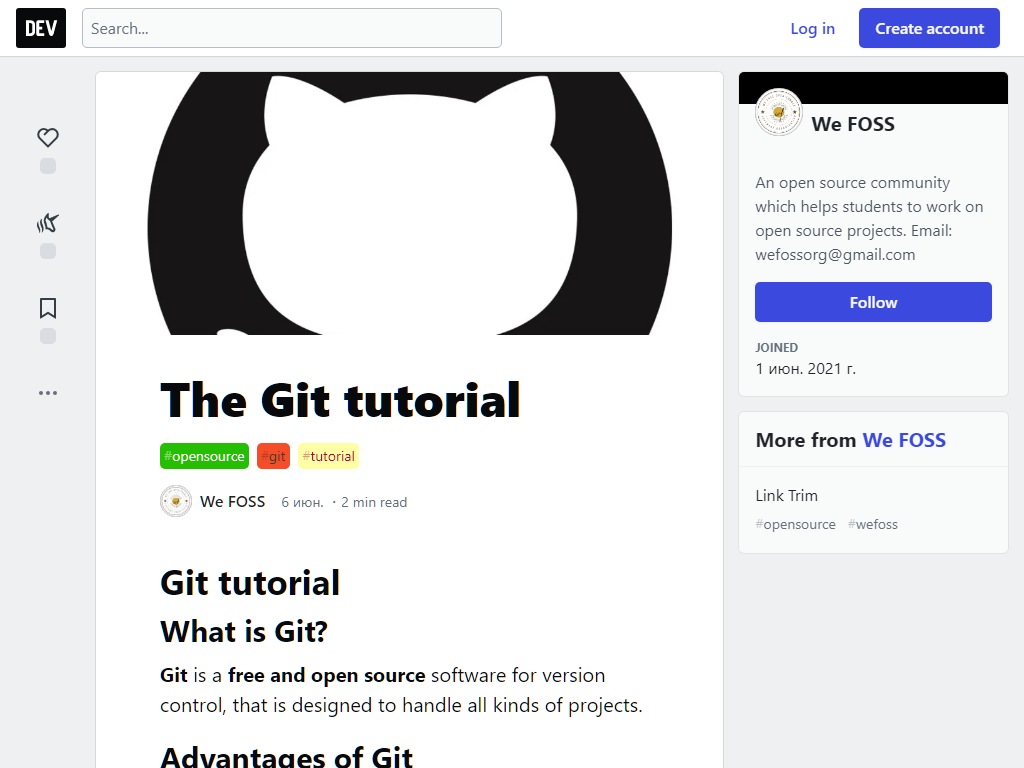 DEV
Search...
Log in
Create account
The Git tutorial
#opensource #git #tutorial
We FOSS 6 июн. · 2 min read
Git tutorial
What is Git?
Git is a free and open source software for version
control, that is designed to handle all kinds of projects.
Advantages of Git
We FOSS
An open source community
which helps students to work on
open source projects. Email:
wefossorg@gmail.com
Follow
JOINED
1 июн. 2021 г.
More from We FOSS
Link Trim
#opensource #wefoss